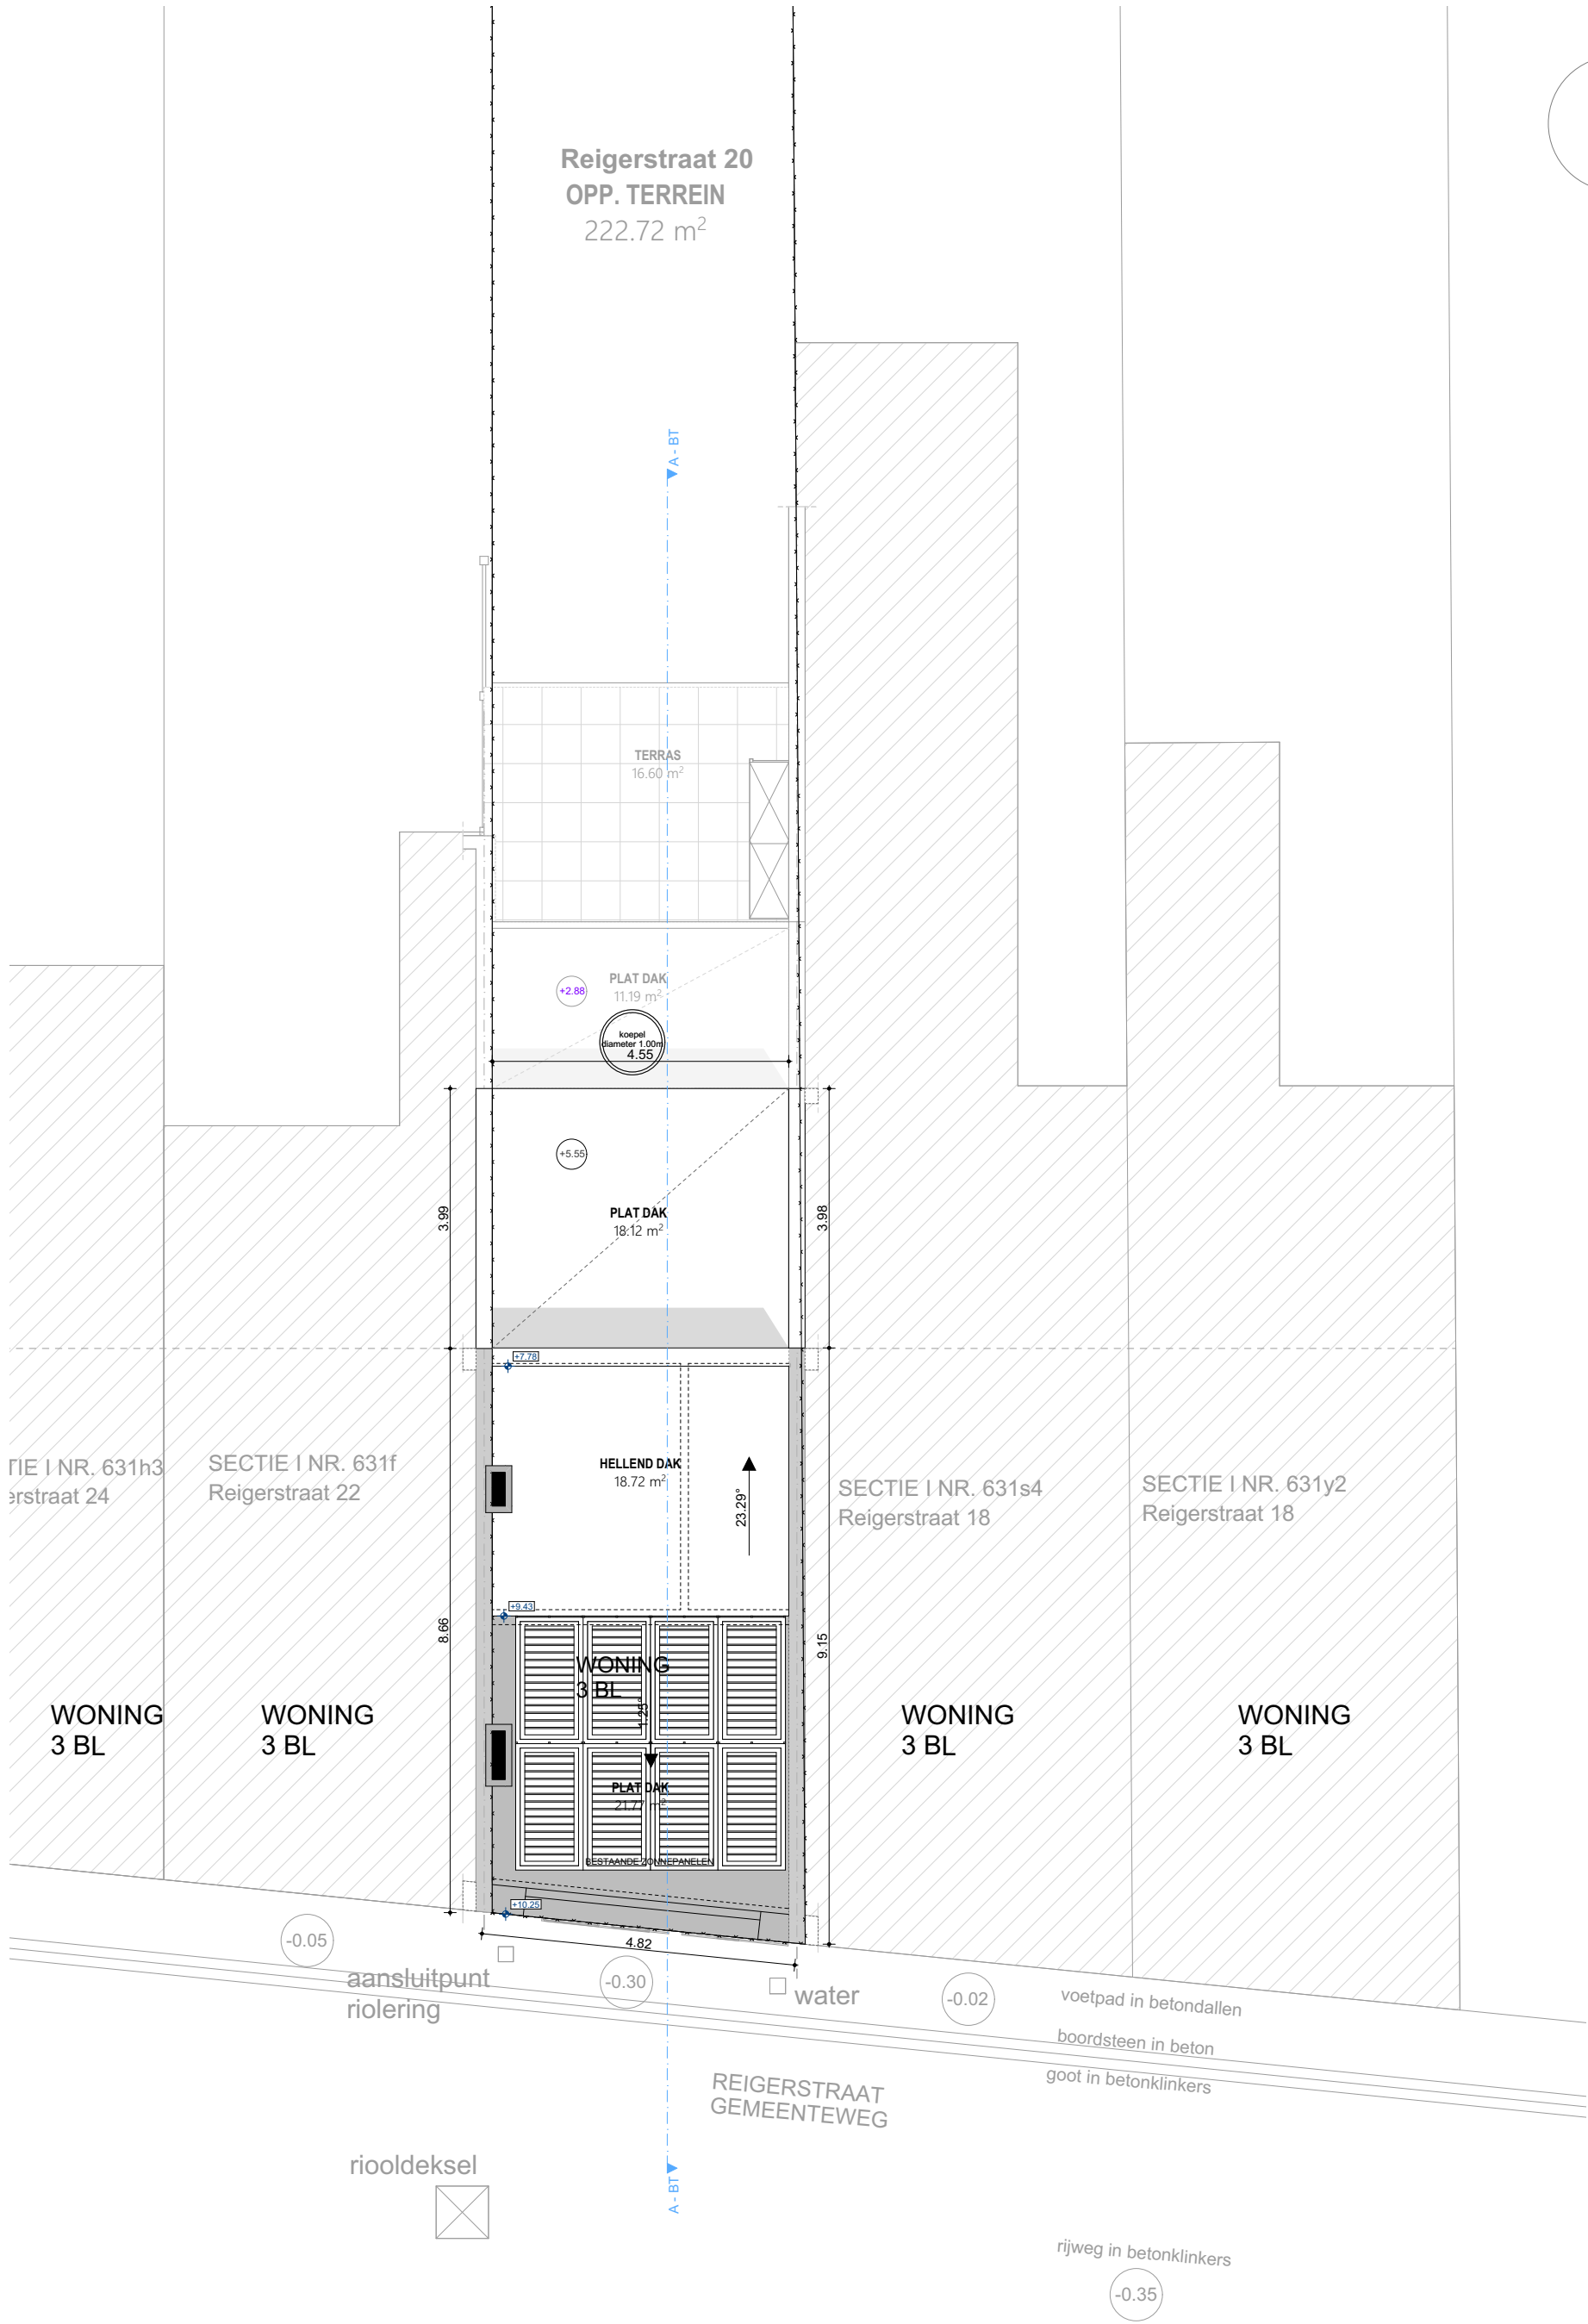 Reigerstraat 20
OPP. TERREIN
222.72 m²
A - BT
TERRAS
16.60 m²
PLAT DAK
11.19 m²
+2.88
koepel
diameter 1.00m
4.55
+5.55
3.99
3.98
PLAT DAK
18.12 m²
+7.78
HELLEND DAK
18.72 m²
23.29°
TIE I NR. 631h3
erstraat 24
SECTIE I NR. 631f
Reigerstraat 22
SECTIE I NR. 631s4
Reigerstraat 18
SECTIE I NR. 631y2
Reigerstraat 18
+9.43
8.66
9.15
WONING
3 BL
1.25°
WONING
3 BL
WONING
3 BL
WONING
3 BL
WONING
3 BL
PLAT DAK
21.77 m²
BESTAANDE ZONNEPANELEN
+10.25
4.82
-0.05
aansluitpunt
riolering
-0.30
water
-0.02
voetpad in betondallen
boordsteen in beton
goot in betonklinkers
REIGERSTRAAT
GEMEENTEWEG
riooldeksel
A - BT
rijweg in betonklinkers
-0.35